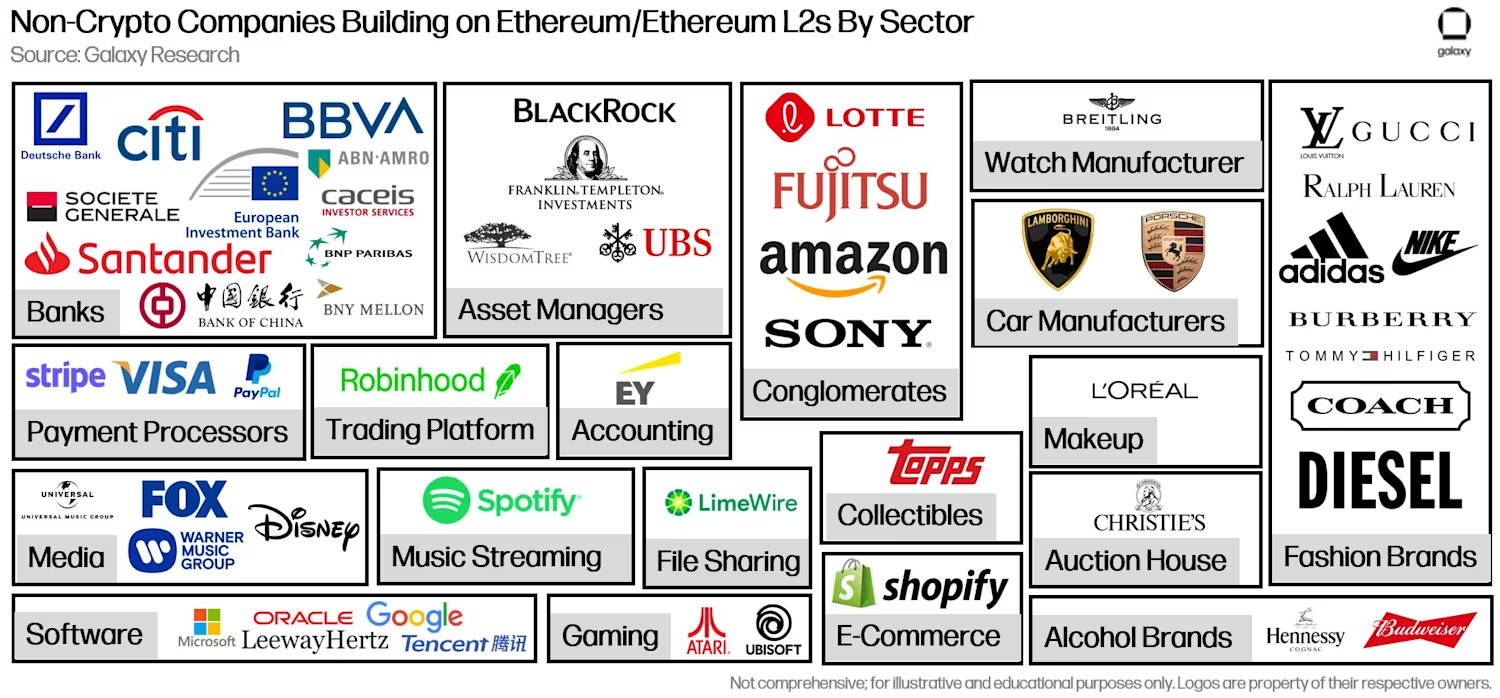 Non-Crypto Companies Building on Ethereum/Ethereum L2s By Sector
Source: Galaxy Research
galaxy
Deutsche Bank
citi
BBVA
ABN·AMRO
SOCIETE
GENERALE
European
Investment Bank
caceis
INVESTOR SERVICES
Santander
BNP PARIBAS
中国銀行
BANK OF CHINA
BNY MELLON
Banks
BLACKROCK
FRANKLIN TEMPLETON
INVESTMENTS
WISDOMTREE®
UBS
Asset Managers
LOTTE
FUJITSU
amazon
SONY®
Conglomerates
BREITLING
1884
Watch Manufacturer
LAMBORGHINI
PORSCHE
Car Manufacturers
LV
LOUIS VUITTON
GUCCI
RALPH LAUREN
adidas
NIKE
BURBERRY
TOMMY HILFIGER
COACH
DIESEL
Fashion Brands
stripe
VISA
PayPal
Payment Processors
Robinhood
Trading Platform
EY
Accounting
L'ORÉAL
Makeup
UNIVERSAL
UNIVERSAL MUSIC GROUP
FOX
WARNER
MUSIC
GROUP
DISNEY
Media
Spotify®
Music Streaming
LimeWire
File Sharing
topps
Collectibles
CHRISTIE'S
Auction House
Software
Microsoft
ORACLE
Google
LeewayHertz
Tencent 腾讯
Gaming
ATARI®
UBISOFT
shopify
E-Commerce
Alcohol Brands
Hennessy
COGNAC
Budweiser
Not comprehensive; for illustrative and educational purposes only. Logos are property of their respective owners.